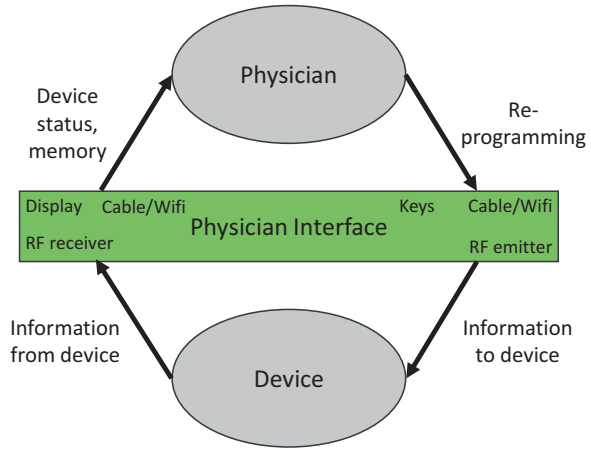 Physician
Device
status,
memory
Re-
programming
Display Cable/Wifi
Keys Cable/Wifi
Physician Interface
RF receiver
RF emitter
Information
from device
Information
to device
Device